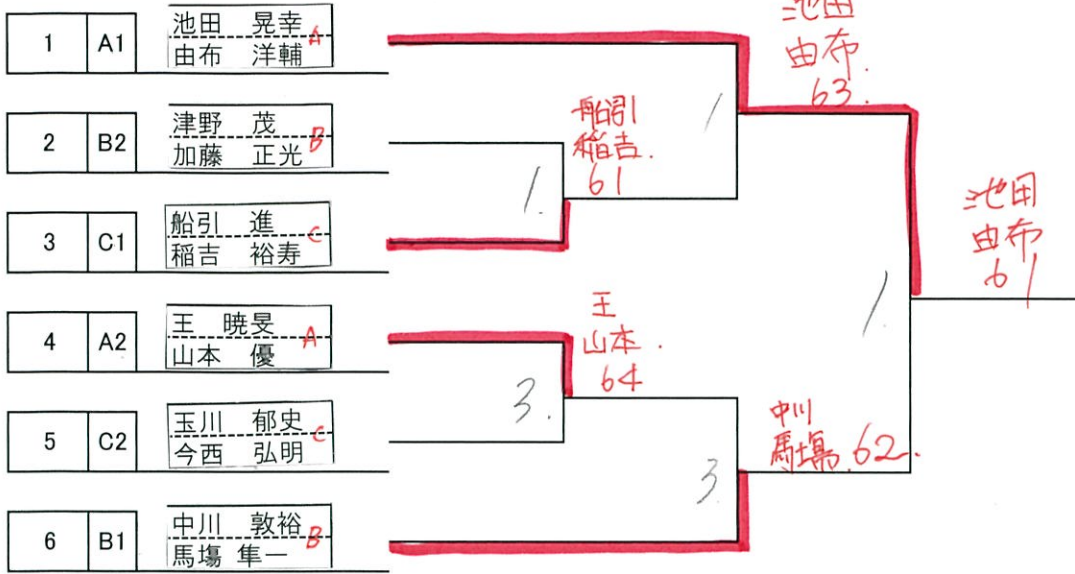 1 A1 池田 晃幸 A
由布 洋輔
2 B2 津野 茂 B
加藤 正光
3 C1 船引 進 C
稲吉 裕寿
4 A2 王 暁旻 A
山本 優
5 C2 玉川 郁史 C
今西 弘明
6 B1 中川 敦裕 B
馬塲 隼一
船引
稲吉.
61
1.
王
山本.
64
3.
池田
由布.
63.
1
中川
馬塲.62.
3
池田
由布
61
1.